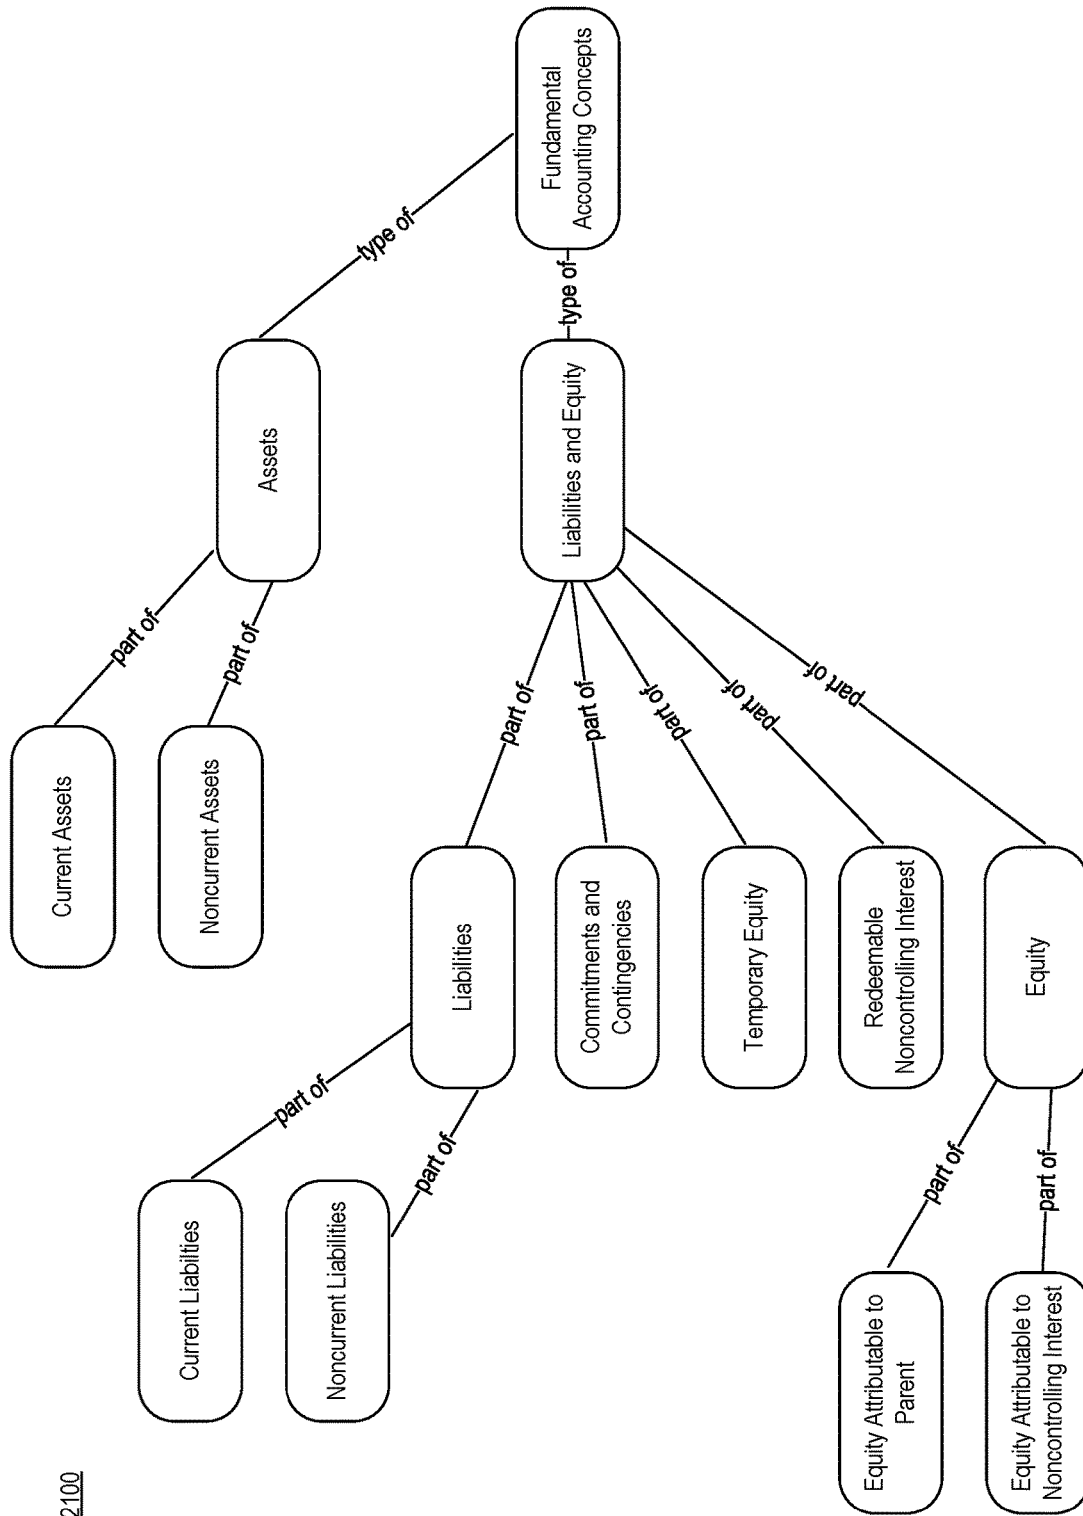 2100
Current Assets
Noncurrent Assets
part of
part of
Assets
type of
Fundamental
Accounting Concepts
type of
Liabilities and Equity
Current Liabilties
Noncurrent Liabilities
part of
part of
Liabilities
part of
Commitments and
Contingencies
part of
Temporary Equity
part of
Redeemable
Noncontrolling Interest
part of
Equity
part of
Equity Attributable to
Parent
part of
Equity Attributable to
Noncontrolling Interest
part of